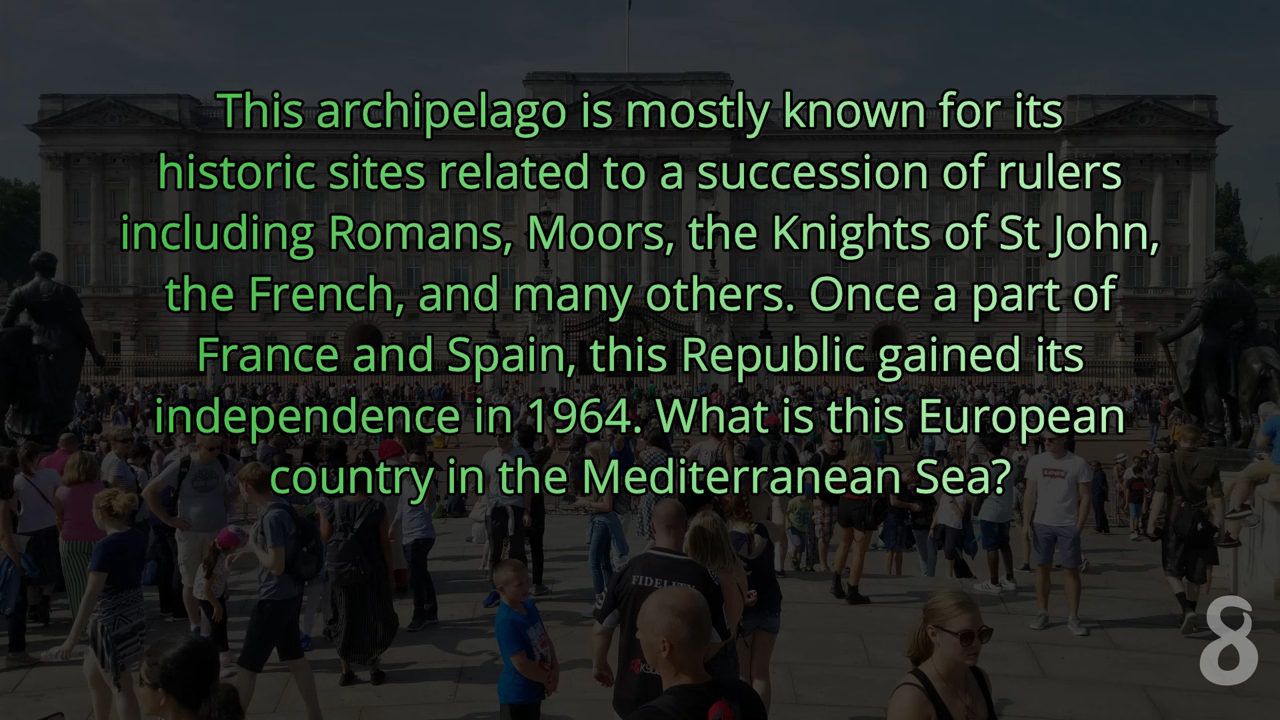 This archipelago is mostly known for its
historic sites related to a succession of rulers
including Romans, Moors, the Knights of St John,
the French, and many others. Once a part of
France and Spain, this Republic gained its
independence in 1964. What is this European
country in the Mediterranean Sea?
FIDELITY
8